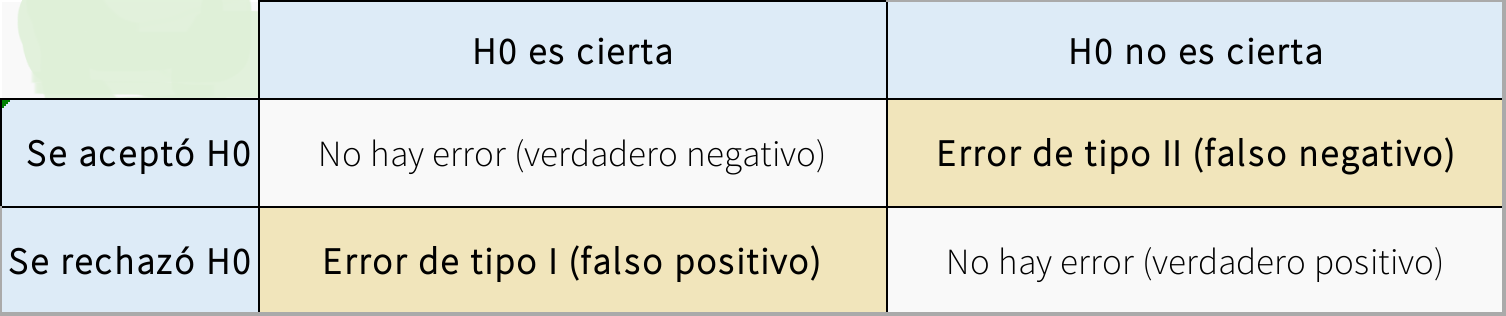 H0 es cierta
H0 no es cierta
Se aceptó H0
No hay error (verdadero negativo)
Error de tipo II (falso negativo)
Se rechazó H0
Error de tipo I (falso positivo)
No hay error (verdadero positivo)